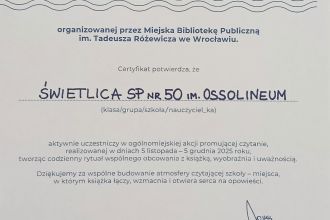 organizowanej przez Miejska Bibliotekę Publiczną
im. Tadeusza Różewicza we Wrocławiu.
Certyfikat potwierdza, że
ŚWIETLICA SP NR 50 IM. OSSOLINEUM
(klasa/grupa/szkoła/nauczyciel_ka)
aktywnie uczestniczy w ogólnomiejskiej akcji promującej czytanie,
realizowanej w dniach 5 listopada – 5 grudnia 2025 roku,
tworząc codzienny rytuał wspólnego obcowania z książką, wyobraźnią i uważnością.
Dziękujemy za wspólne budowanie atmosfery czytającej szkoły – miejsca,
w którym książka łączy, wzmacnia i otwiera serca na opowieści.